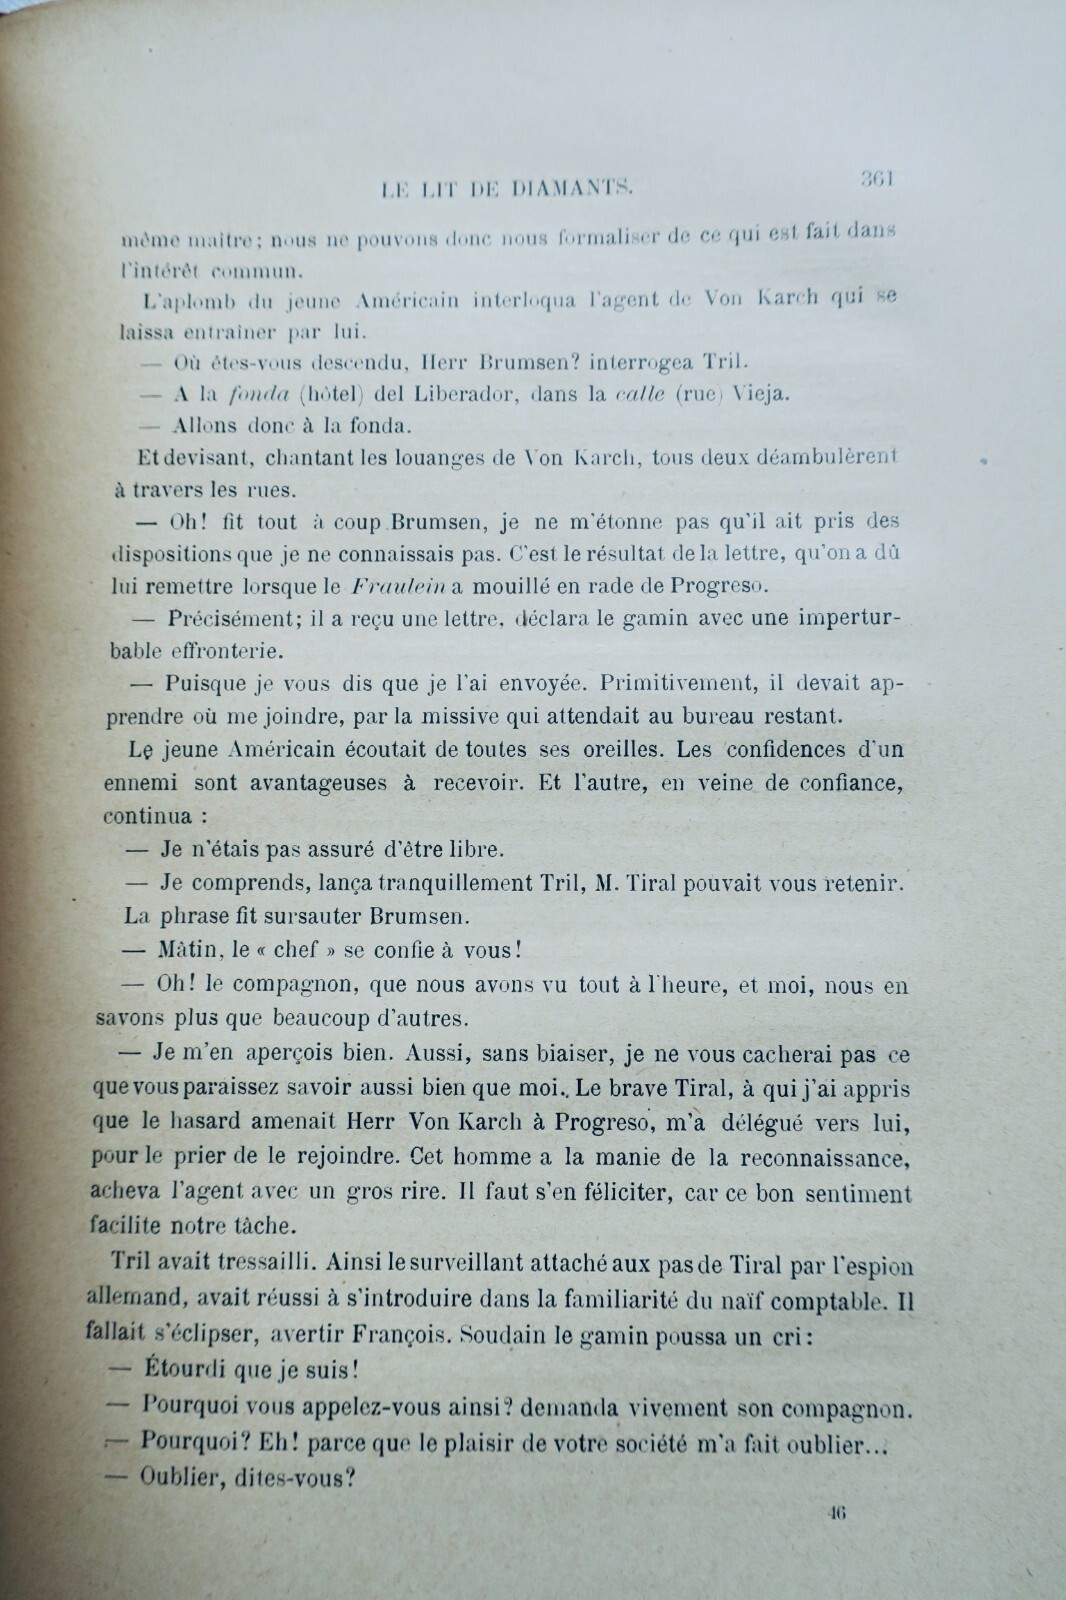 LE LIT DE DIAMANTS.
361
même maître; nous ne pouvons donc nous formaliser de ce qui est fait dans
l'intérêt commun.
L'aplomb du jeune Américain interloqua l'agent de Von Karch qui se
laissa entraîner par lui.
— Où êtes-vous descendu, Herr Brumsen? interrogea Tril.
— A la fonda (hôtel) del Liberador, dans la calle (rue) Vieja.
— Allons donc à la fonda.
Et devisant, chantant les louanges de Von Karch, tous deux déambulèrent
à travers les rues.
— Oh! fit tout à coup Brumsen, je ne m'étonne pas qu'il ait pris des
dispositions que je ne connaissais pas. C'est le résultat de la lettre, qu'on a dû
lui remettre lorsque le Fraulein a mouillé en rade de Progreso.
— Précisément; il a reçu une lettre, déclara le gamin avec une impertur-
bable effronterie.
— Puisque je vous dis que je l'ai envoyée. Primitivement, il devait ap-
prendre où me joindre, par la missive qui attendait au bureau restant.
Le jeune Américain écoutait de toutes ses oreilles. Les confidences d'un
ennemi sont avantageuses à recevoir. Et l'autre, en veine de confiance,
continua :
— Je n'étais pas assuré d'être libre.
— Je comprends, lança tranquillement Tril, M. Tiral pouvait vous retenir.
La phrase fit sursauter Brumsen.
— Mâtin, le « chef » se confie à vous!
— Oh! le compagnon, que nous avons vu tout à l'heure, et moi, nous en
savons plus que beaucoup d'autres.
— Je m'en aperçois bien. Aussi, sans biaiser, je ne vous cacherai pas ce
que vous paraissez savoir aussi bien que moi.. Le brave Tiral, à qui j'ai appris
que le hasard amenait Herr Von Karch à Progreso, m'a délégué vers lui,
pour le prier de le rejoindre. Cet homme a la manie de la reconnaissance,
acheva l'agent avec un gros rire. Il faut s'en féliciter, car ce bon sentiment
facilite notre tâche.
Tril avait tressailli. Ainsi le surveillant attaché aux pas de Tiral par l'espion
allemand, avait réussi à s'introduire dans la familiarité du naïf comptable. Il
fallait s'éclipser, avertir François. Soudain le gamin poussa un cri :
— Étourdi que je suis!
— Pourquoi vous appelez-vous ainsi? demanda vivement son compagnon.
— Pourquoi? Eh! parce que le plaisir de votre société m'a fait oublier...
— Oublier, dites-vous?
46